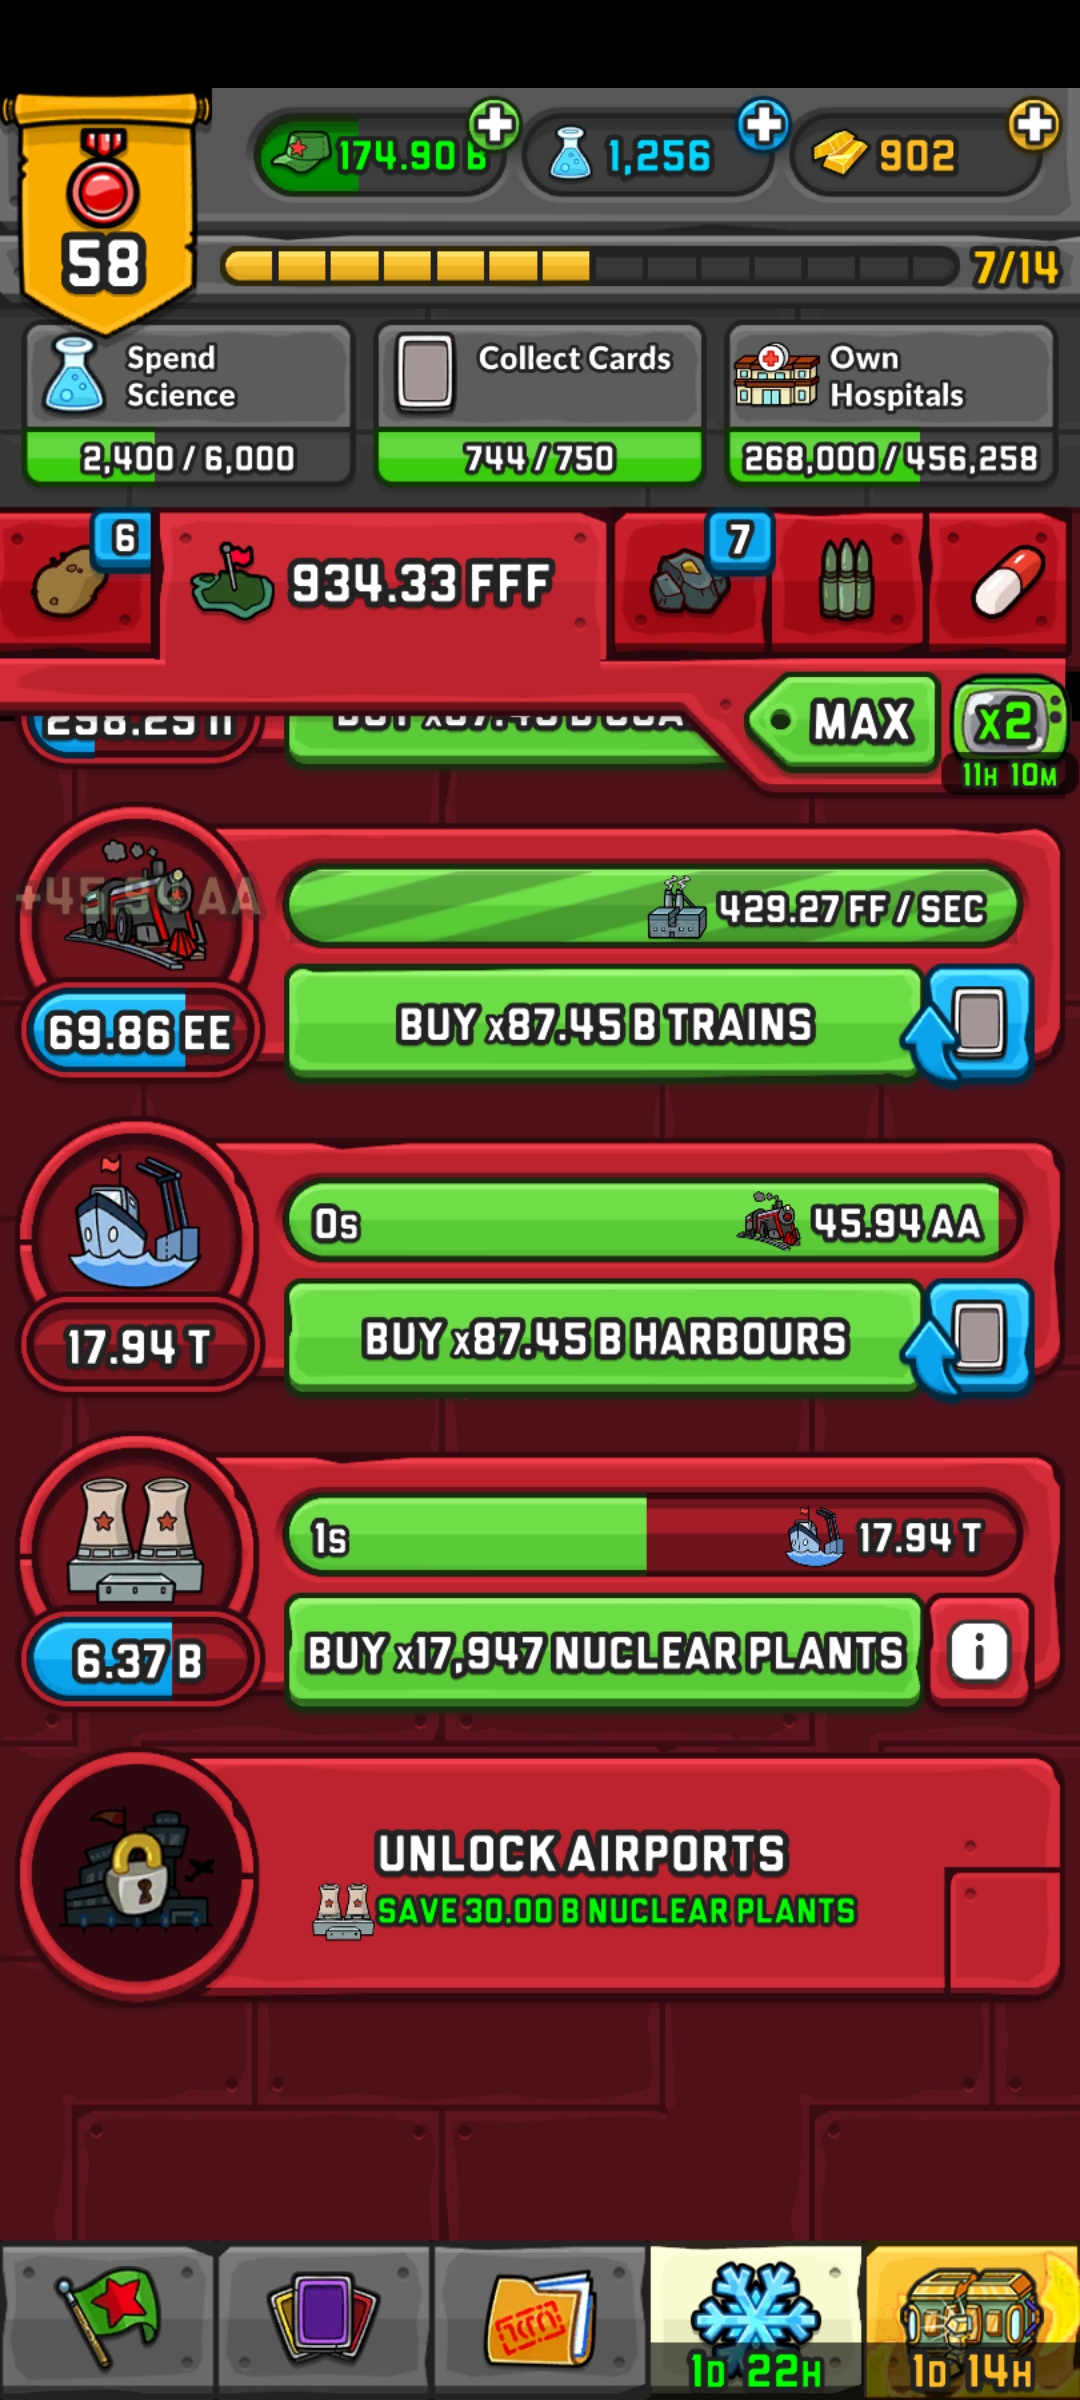 58
174.90 B
1,256
902
7/14
Spend
Science
2,400 / 6,000
Collect Cards
744 / 750
Own
Hospitals
268,000 / 456,258
6
934.33 FFF
7
MAX
x2
11H 10M
+45.94 AA
429.27 FF / SEC
69.86 EE
BUY x87.45 B TRAINS
0s
45.94 AA
17.94 T
BUY x87.45 B HARBOURS
1s
17.94 T
6.37 B
BUY x17,947 NUCLEAR PLANTS
i
UNLOCK AIRPORTS
SAVE 30.00 B NUCLEAR PLANTS
1D 22H
1D 14H